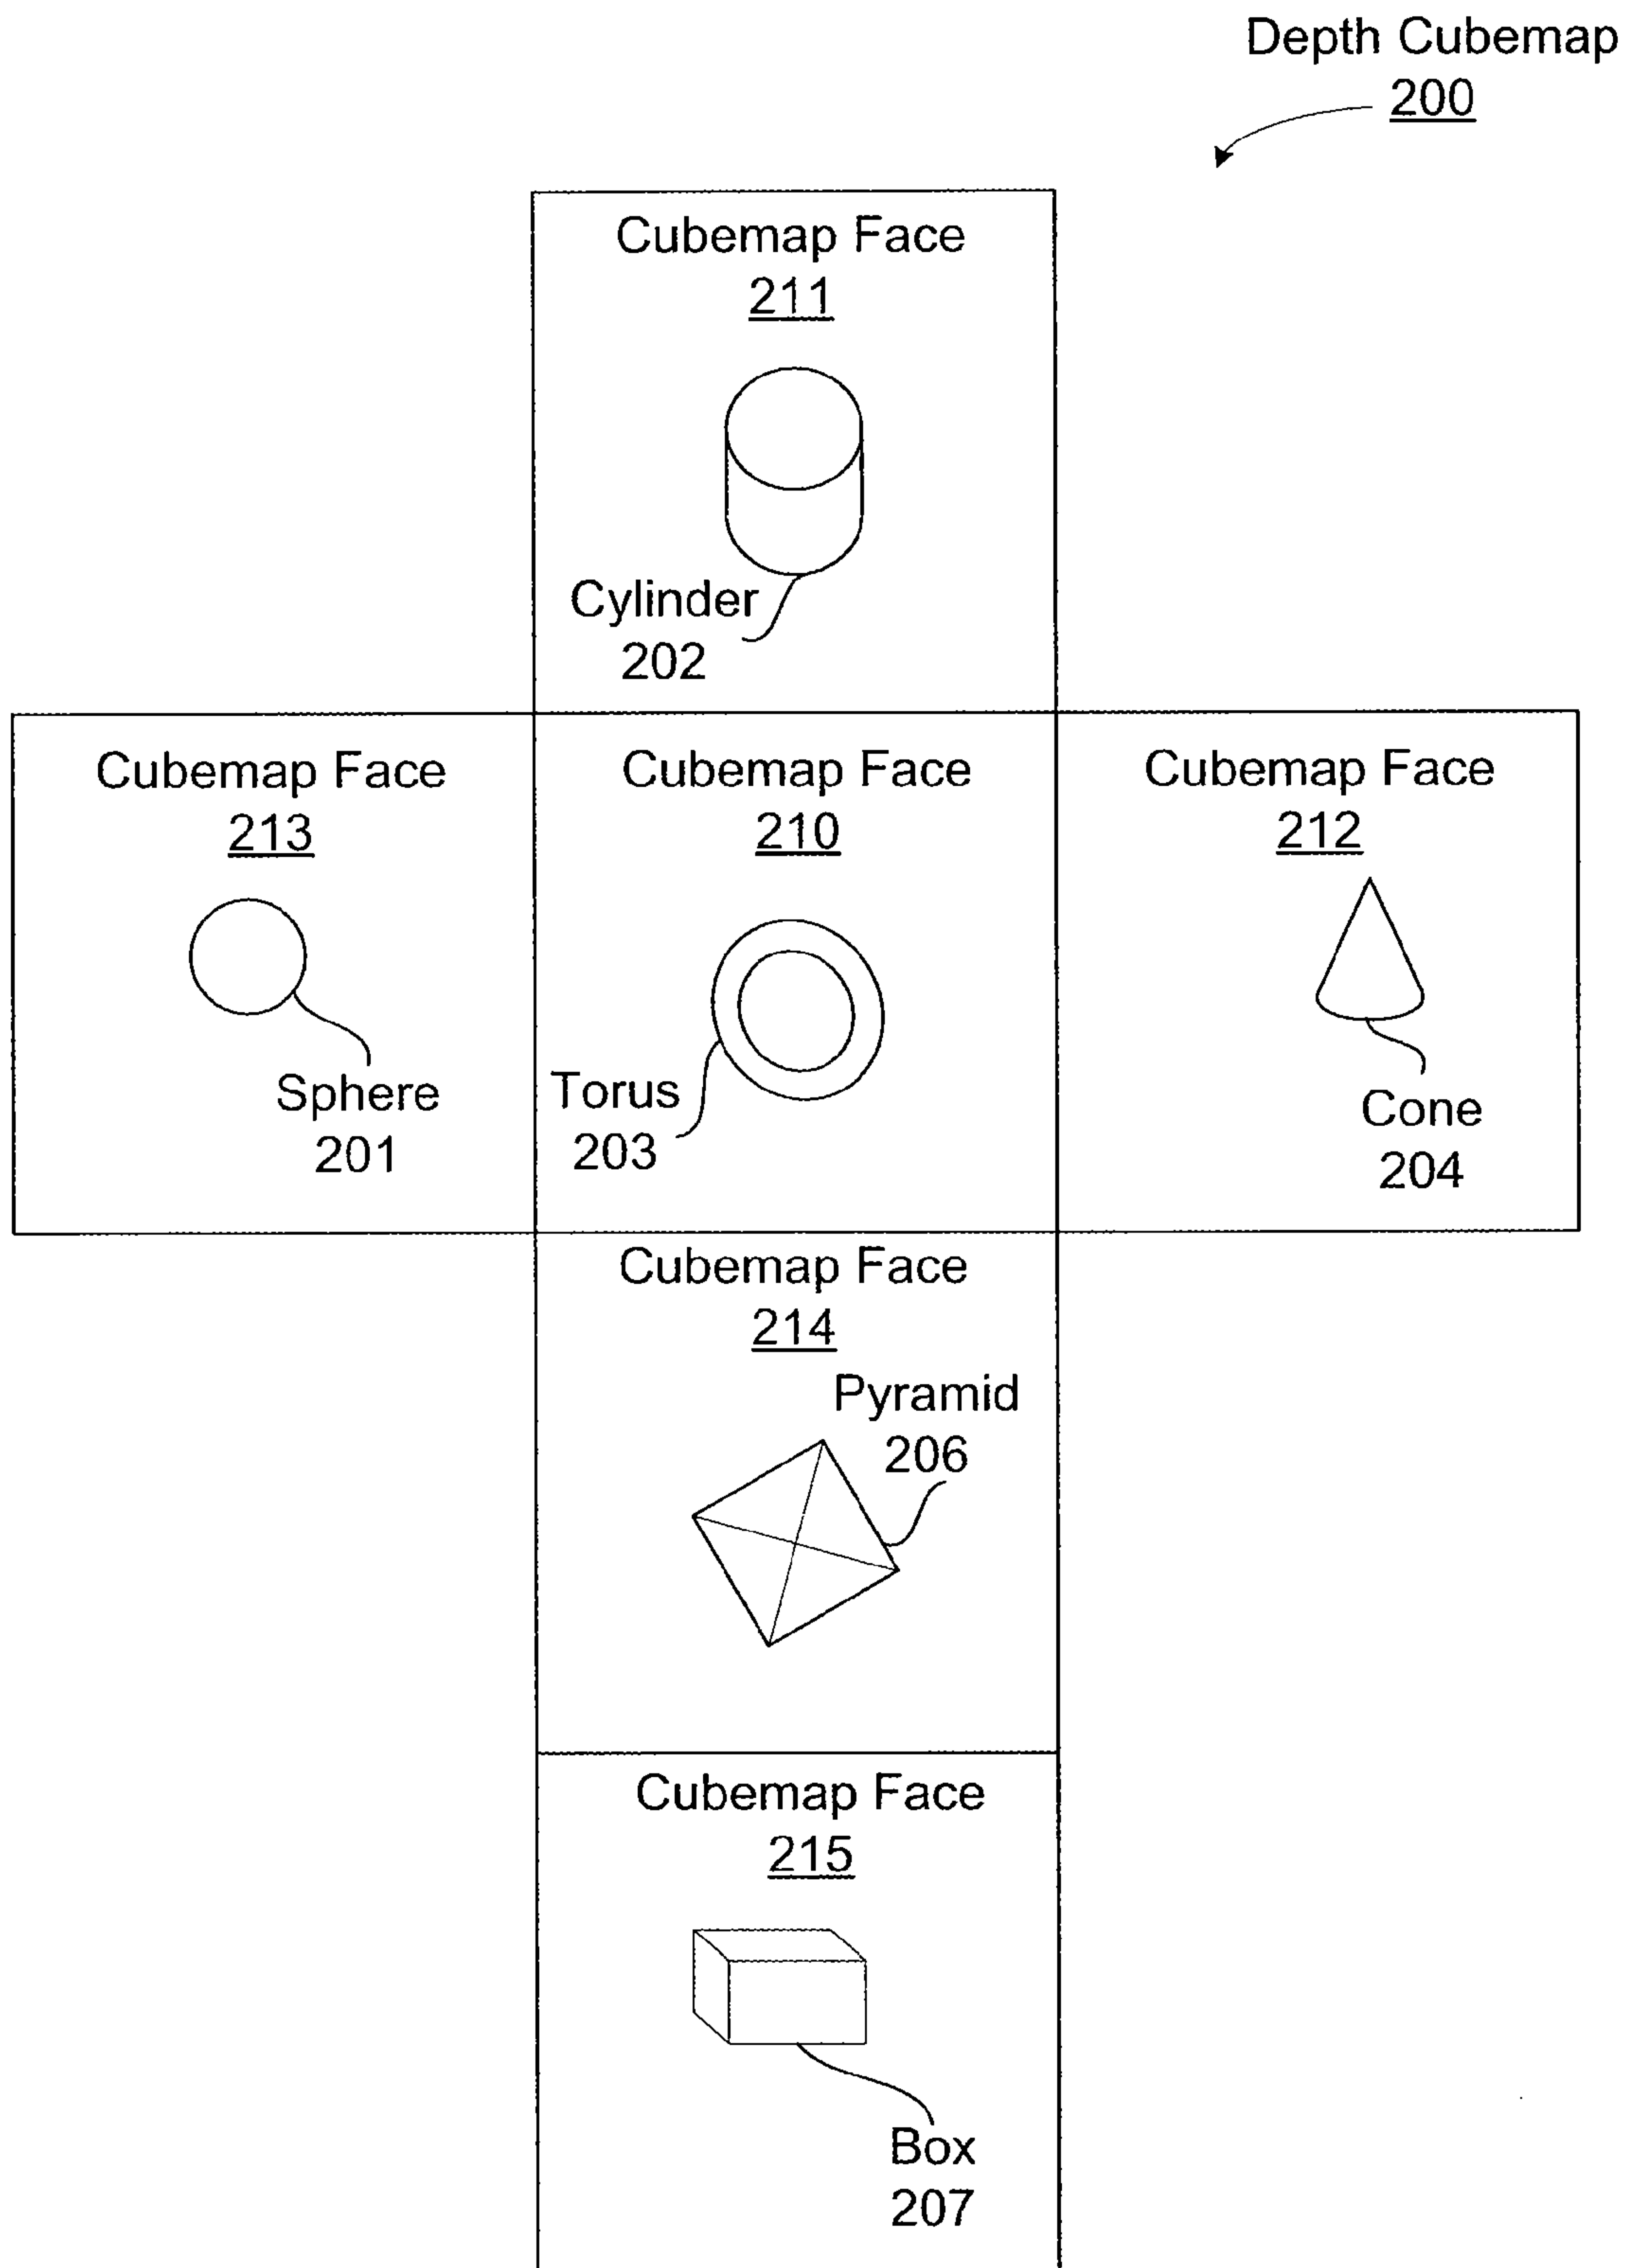 Depth Cubemap
200
Cubemap Face
211
Cylinder
202
Cubemap Face
213
Sphere
201
Cubemap Face
210
Torus
203
Cubemap Face
212
Cone
204
Cubemap Face
214
Pyramid
206
Cubemap Face
215
Box
207